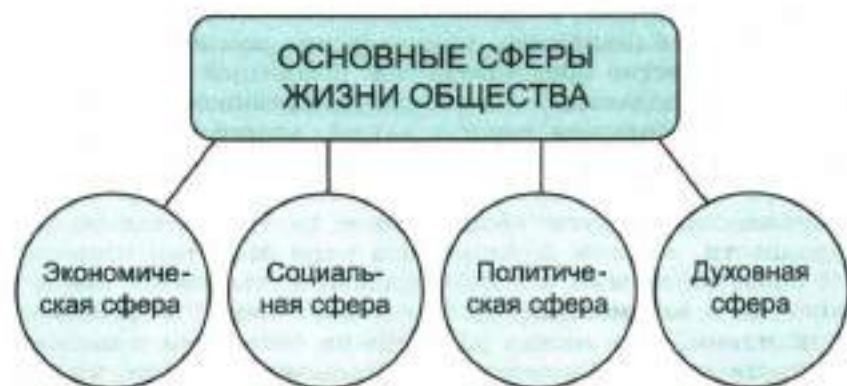 ОСНОВНЫЕ СФЕРЫ
ЖИЗНИ ОБЩЕСТВА
Экономиче-
ская сфера
Социаль-
ная сфера
Политиче-
ская сфера
Духовная
сфера